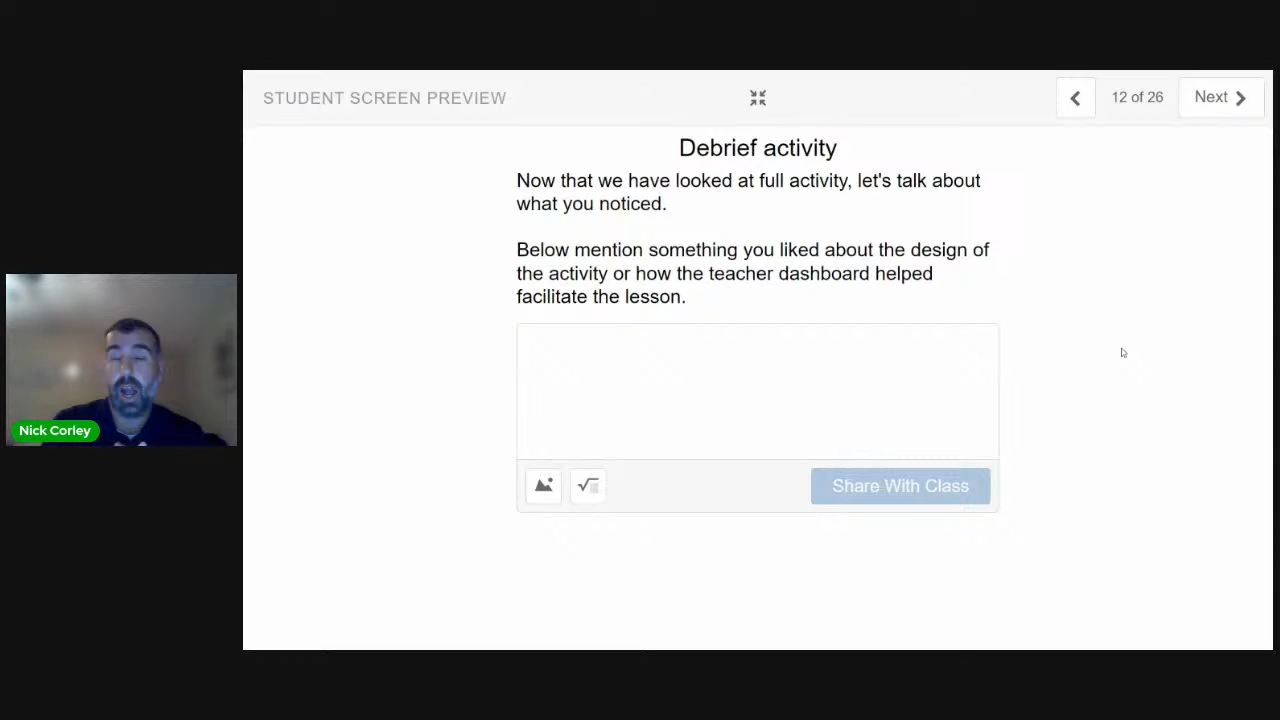 STUDENT SCREEN PREVIEW
12 of 26
Next
Debrief activity
Now that we have looked at full activity, let's talk about
what you noticed.
Below mention something you liked about the design of
the activity or how the teacher dashboard helped
facilitate the lesson.
Share With Class
Nick Corley